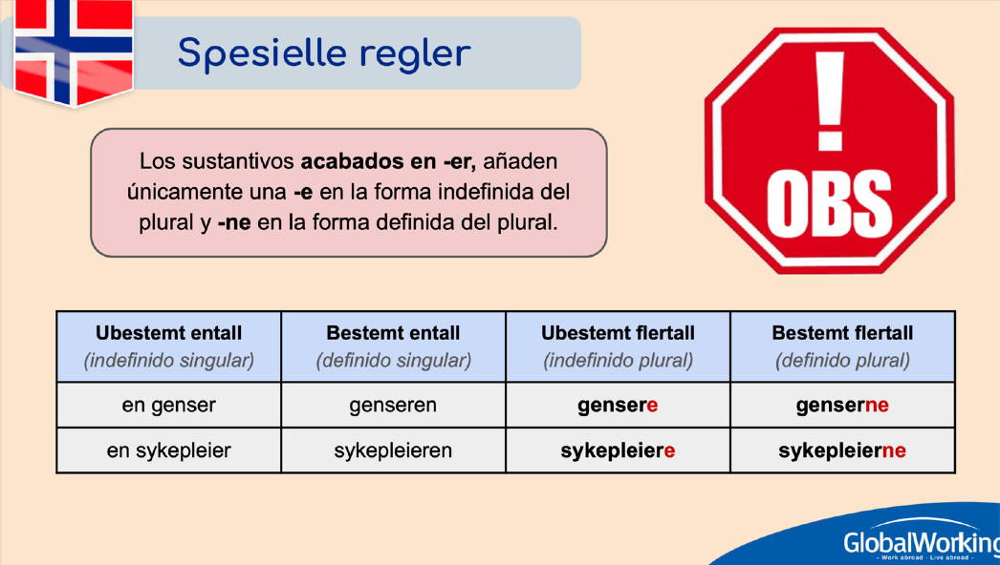 Spesielle regler
!
OBS
Los sustantivos acabados en -er, añaden
únicamente una -e en la forma indefinida del
plural y -ne en la forma definida del plural.
Ubestemt entall Bestemt entall Ubestemt flertall Bestemt flertall
(indefinido singular) (definido singular) (indefinido plural) (definido plural)
en genser genseren gensere genserne
en sykepleier sykepleieren sykepleiere sykepleierne
GlobalWorking
- Work abroad - Live abroad -